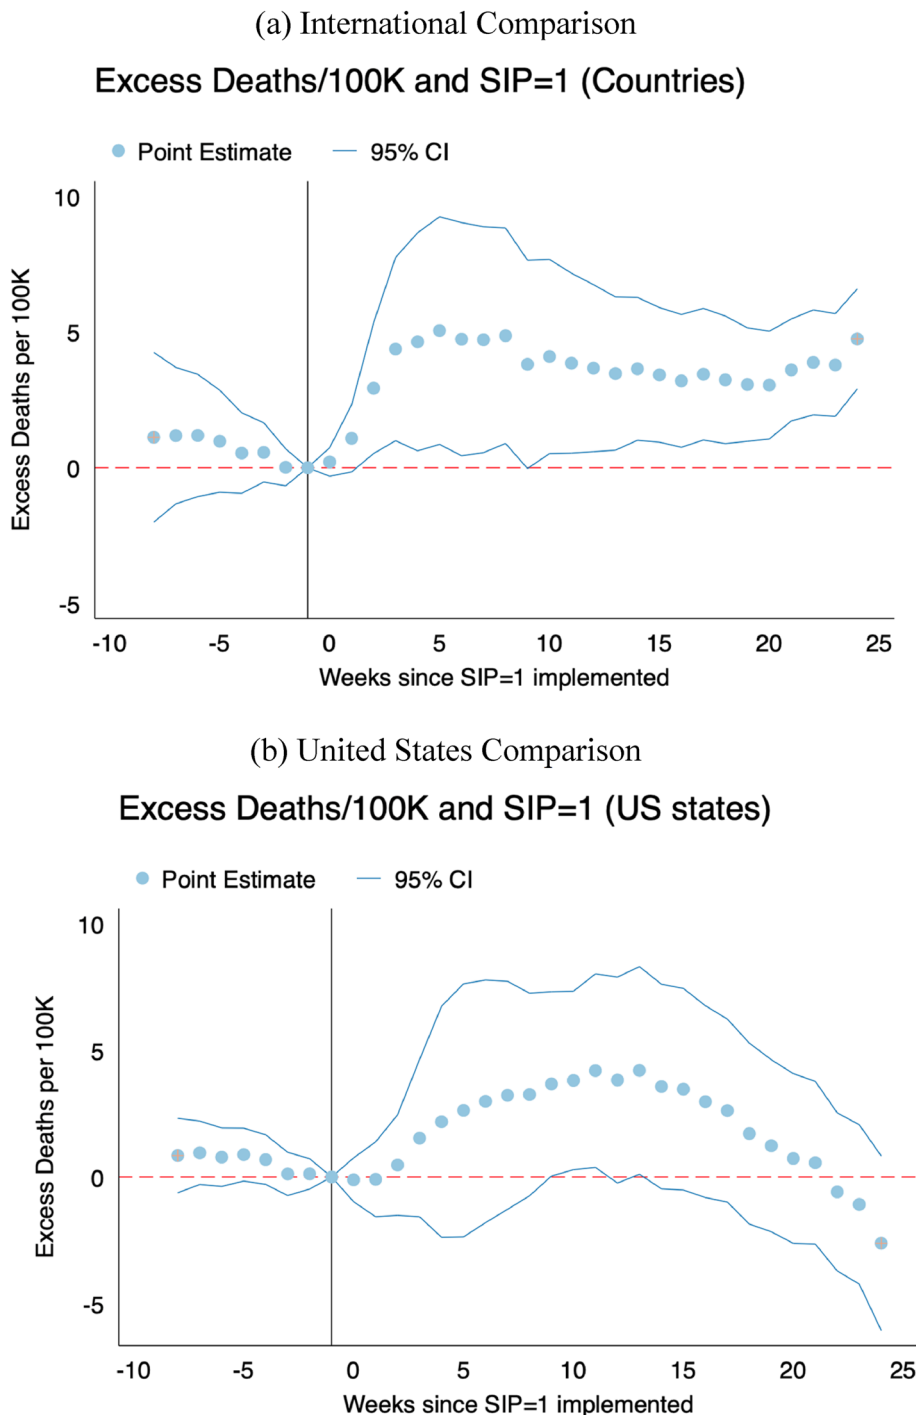 (a) International Comparison
Excess Deaths/100K and SIP=1 (Countries)
Point Estimate 95% CI
10
5
0
-5
Excess Deaths per 100K
-10 -5 0 5 10 15 20 25
Weeks since SIP=1 implemented
(b) United States Comparison
Excess Deaths/100K and SIP=1 (US states)
Point Estimate 95% CI
10
5
0
-5
Excess Deaths per 100K
-10 -5 0 5 10 15 20 25
Weeks since SIP=1 implemented